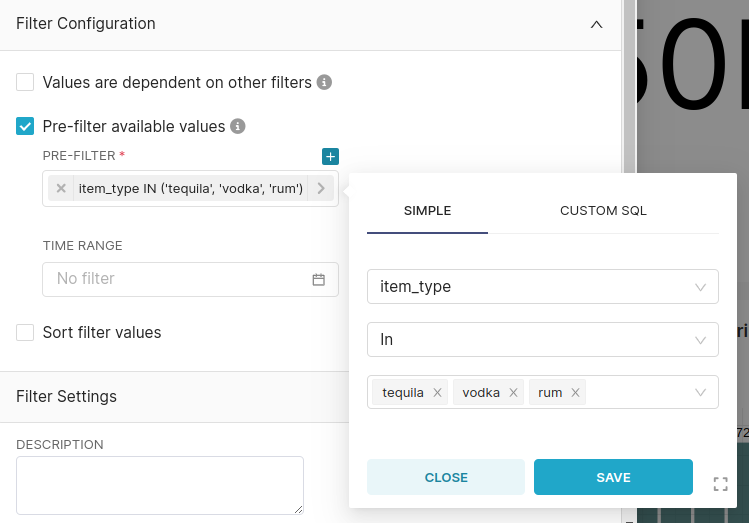 Filter Configuration
Values are dependent on other filters
Pre-filter available values
PRE-FILTER *
item_type IN ('tequila', 'vodka', 'rum')
TIME RANGE
No filter
Sort filter values
Filter Settings
DESCRIPTION
SIMPLE CUSTOM SQL
item_type
In
tequila vodka rum
CLOSE SAVE
50
ri
72